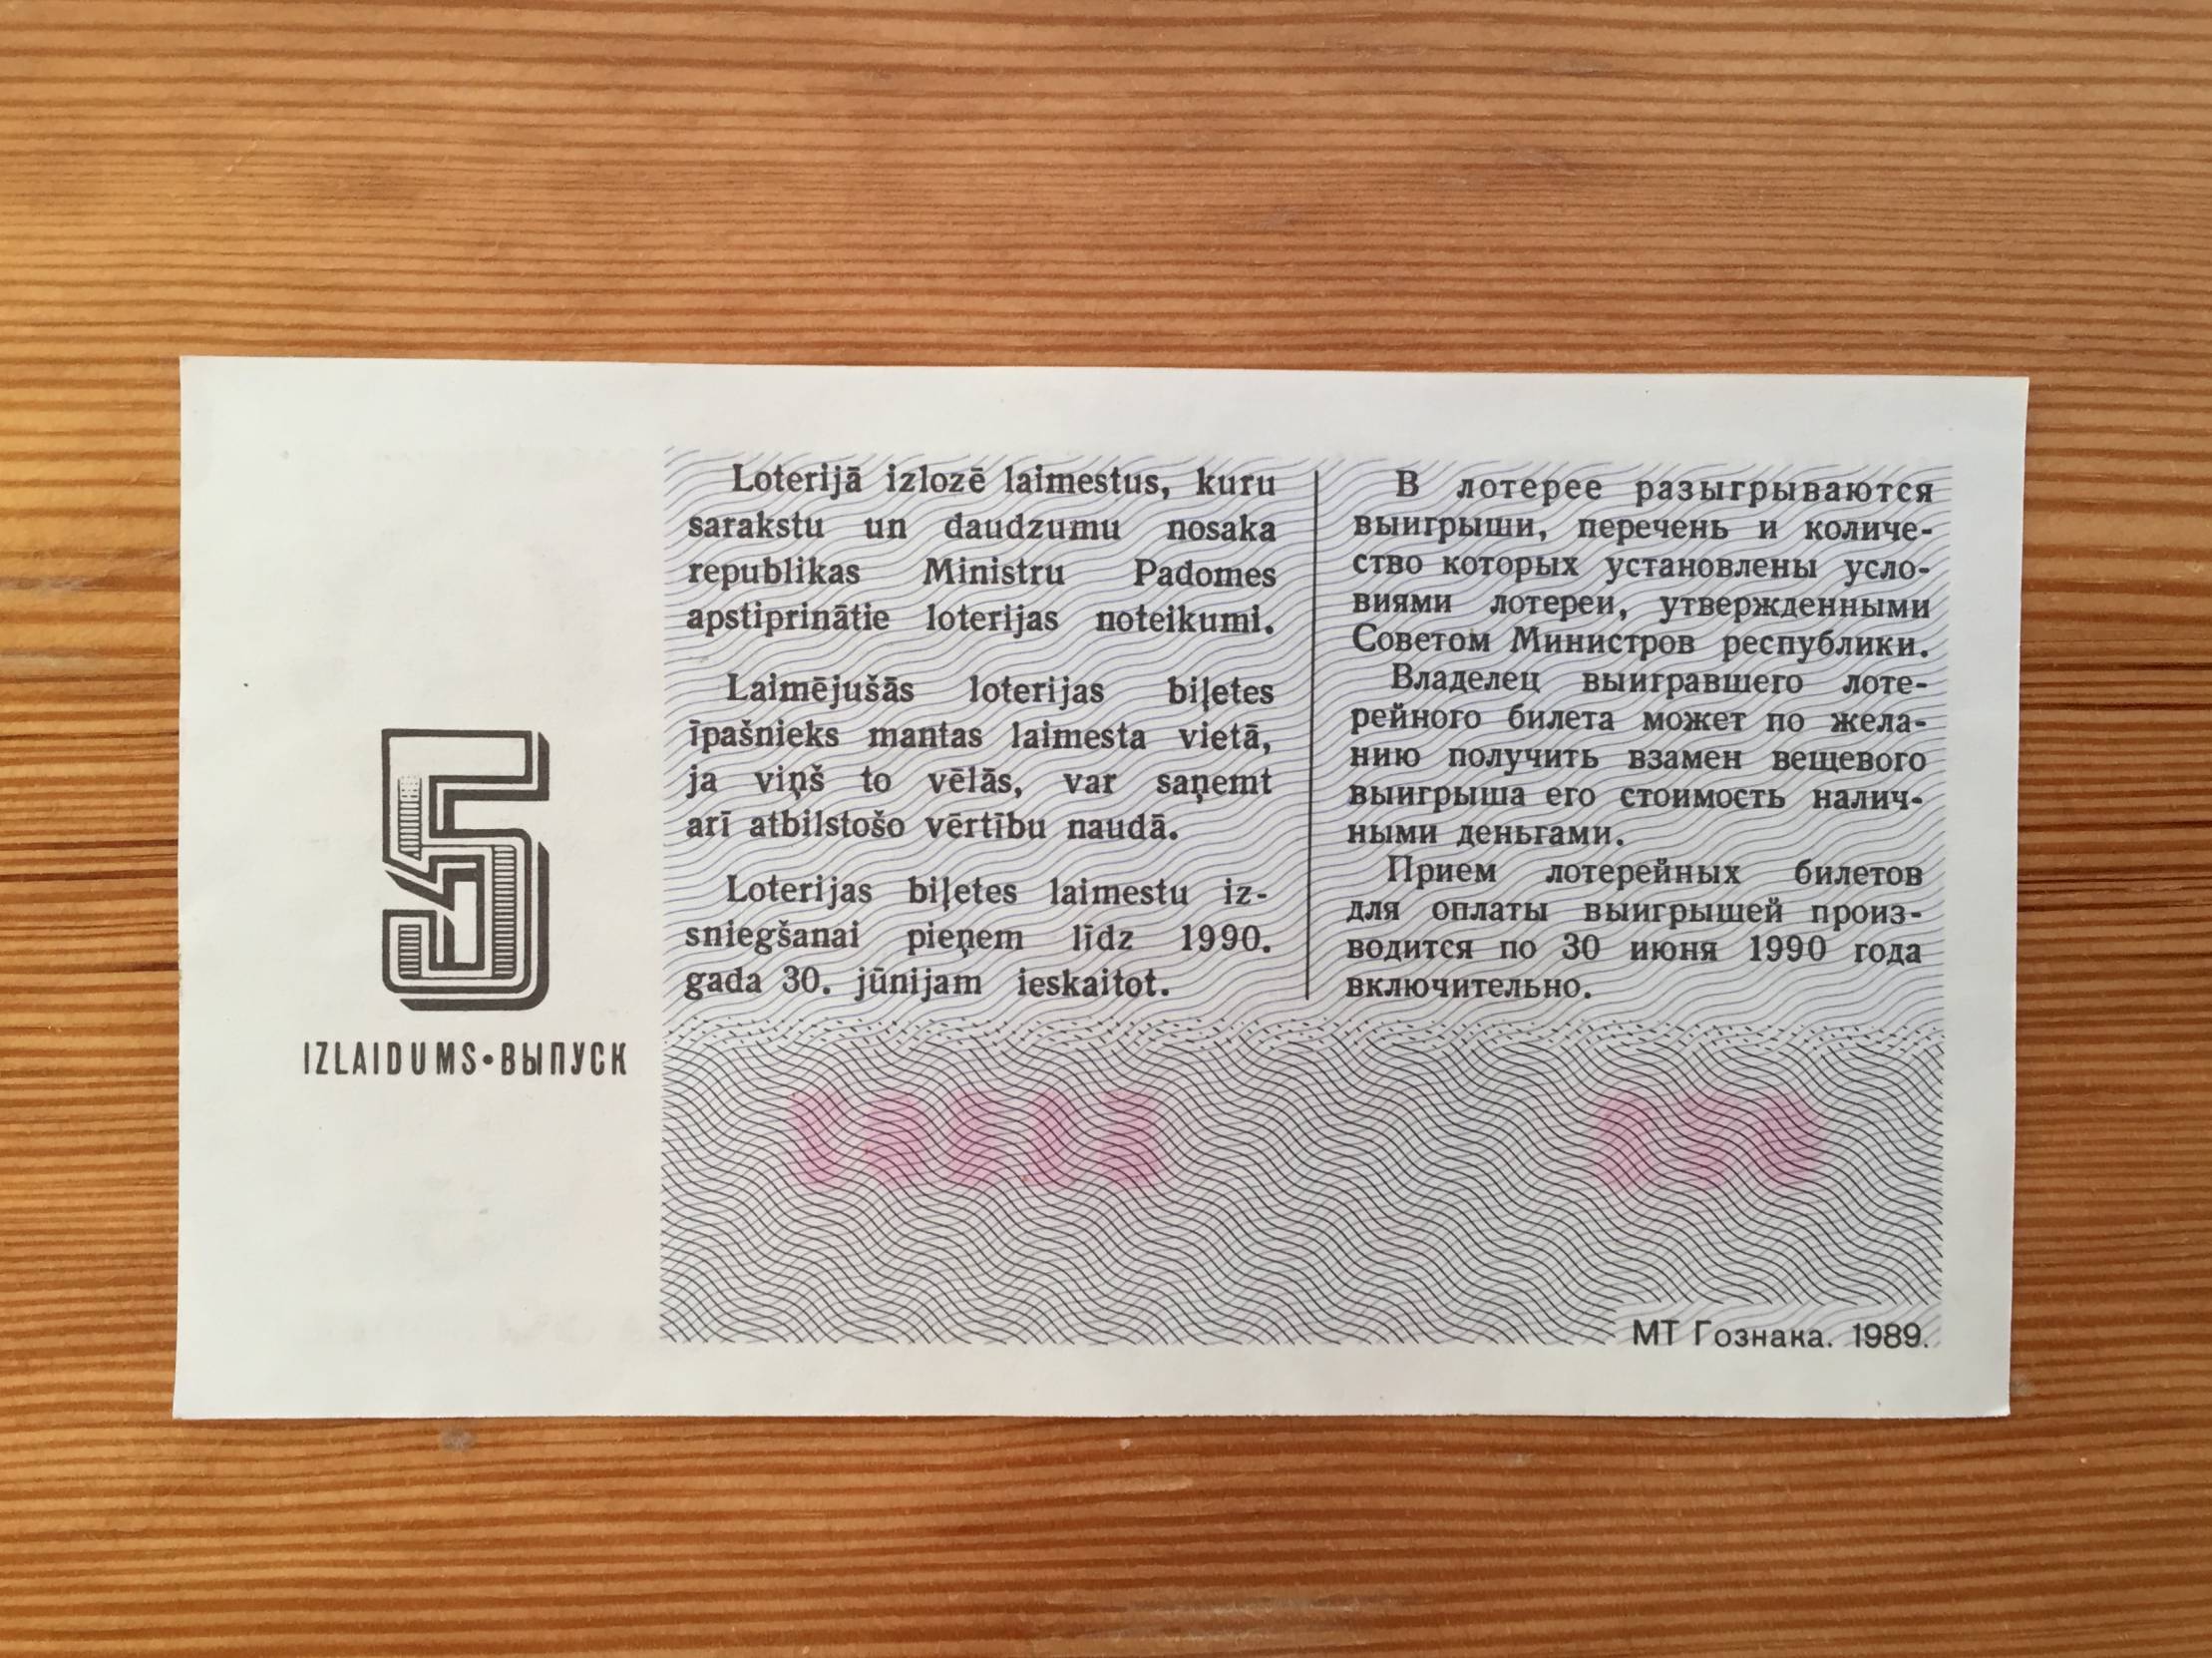 5
IZLAIDUMS•ВЫПУСК
Loterijā izlozē laimestus, kuru
sarakstu un daudzumu nosaka
republikas Ministru Padomes
apstiprinātie loterijas noteikumi.
Laimējušās loterijas biļetes
īpašnieks mantas laimesta vietā,
ja viņš to vēlās, var saņemt
arī atbilstošo vērtību naudā.
Loterijas biļetes laimestu iz-
sniegšanai pieņem līdz 1990.
gada 30. jūnijam ieskaitot.
В лотерее разыгрываются
выигрыши, перечень и количе-
ство которых установлены усло-
виями лотереи, утвержденными
Советом Министров республики.
Владелец выигравшего лоте-
рейного билета может по жела-
нию получить взамен вещевого
выигрыша его стоимость налич-
ными деньгами.
Прием лотерейных билетов
для оплаты выигрышей произ-
водится по 30 июня 1990 года
включительно.
МТ Гознака. 1989.